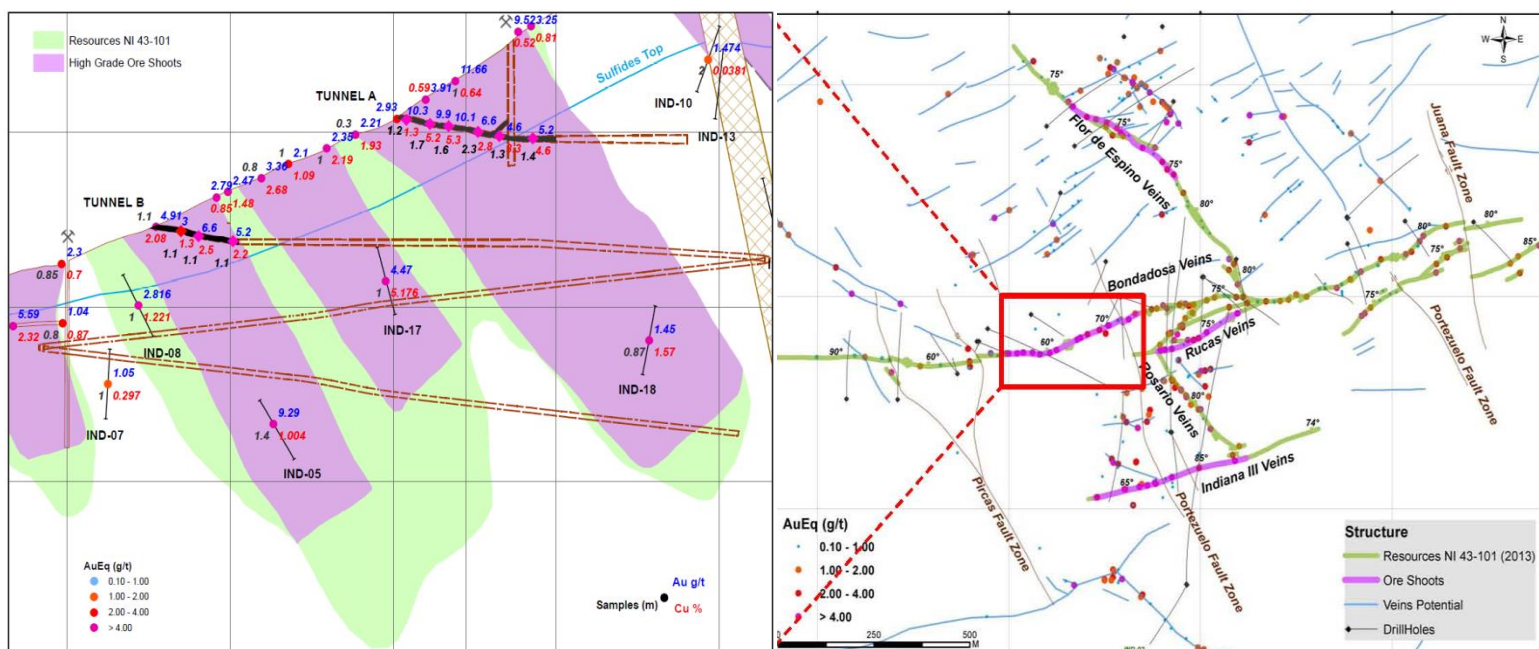 Resources NI 43-101
High Grade Ore Shoots
9.52
3.25
0.52
0.81
1.474
2
0.0381
IND-10
IND-13
Sulfides Top
11.66
3.91
0.59
1
0.64
TUNNEL A
2.93
10.3
9.9
10.1
6.6
4.6
5.2
1.2
1.3
5.2
5.3
2.8
4.6
1.7
1.6
2.3
1.3
1.4
0.3
2.21
1.93
2.35
1
2.19
1
2.1
1.09
0.8
3.36
2.68
2.79
2.47
0.85
1.48
TUNNEL B
1.1
4.91
3
6.6
5.2
2.08
1.3
2.5
2.2
1.1
1.1
1.1
2.3
0.85
0.7
5.59
2.32
1.04
0.8
0.87
2.816
1
1.221
IND-08
4.47
1
5.176
IND-17
1.45
0.87
1.57
IND-18
1.05
1
0.297
IND-07
9.29
1.4
1.004
IND-05
AuEq (g/t)
0.10 - 1.00
1.00 - 2.00
2.00 - 4.00
> 4.00
Au g/t
Samples (m)
Cu %
N
W E
S
75°
75°
75°
Flor de Espino Veins
80°
Juana Fault Zone
80°
80°
75°
85°
Bondadosa Veins
80°
75°
75°
70°
60°
75°
Rucas Veins
90°
60°
Rosario Veins
80°
Portezuelo Fault Zone
74°
85°
65°
Indiana III Veins
Pircas Fault Zone
Portezuelo Fault Zone
AuEq (g/t)
0.10 - 1.00
1.00 - 2.00
2.00 - 4.00
> 4.00
0 250 500
M
Structure
Resources NI 43-101 (2013)
Ore Shoots
Veins Potential
DrillHoles